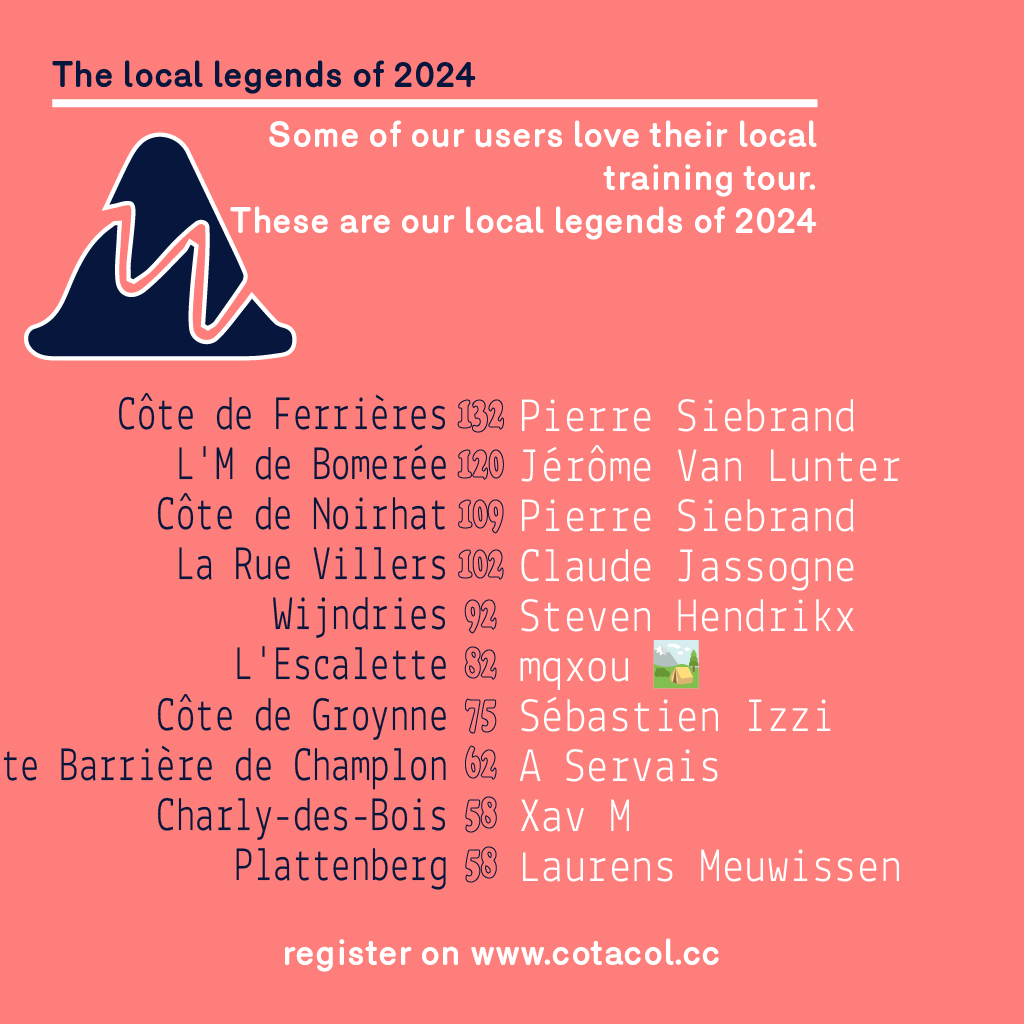 The local legends of 2024
Some of our users love their local
training tour.
These are our local legends of 2024
Côte de Ferrières 132 Pierre Siebrand
L'M de Bomerée 120 Jérôme Van Lunter
Côte de Noirhat 109 Pierre Siebrand
La Rue Villers 102 Claude Jassogne
Wijndries 92 Steven Hendrikx
L'Escalette 82 mqxou 🏕
Côte de Groynne 75 Sébastien Izzi
te Barrière de Champlon 62 A Servais
Charly-des-Bois 58 Xav M
Plattenberg 58 Laurens Meuwissen
register on www.cotacol.cc